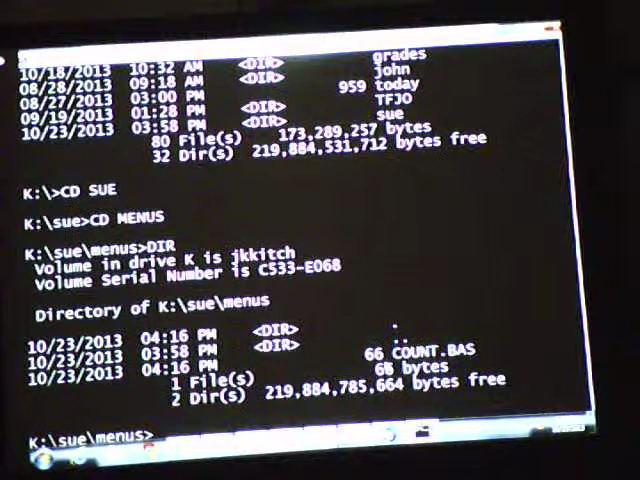 grades
10/18/2013 10:32 AM <DIR> john
08/28/2013 09:18 AM <DIR> 
08/27/2013 03:00 PM 959 today
09/19/2013 01:28 PM <DIR> TFJO
10/23/2013 03:58 PM <DIR> sue
80 File(s) 173,289,257 bytes
32 Dir(s) 219,884,531,712 bytes free
K:\>CD SUE
K:\sue>CD MENUS
K:\sue\menus>DIR
Volume in drive K is jkkitch
Volume Serial Number is C533-E068
Directory of K:\sue\menus
10/23/2013 04:16 PM <DIR> .
10/23/2013 03:58 PM <DIR> ..
10/23/2013 04:16 PM 66 COUNT.BAS
1 File(s) 66 bytes
2 Dir(s) 219,884,785,664 bytes free
K:\sue\menus>